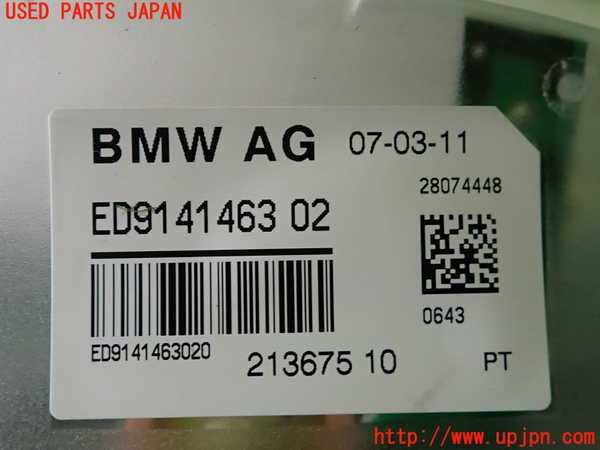 USED PARTS JAPAN
BMW AG 07-03-11
28074448
ED9141463 02
0643
ED9141463020
213675 10
PT
http://www.upjpn.com/